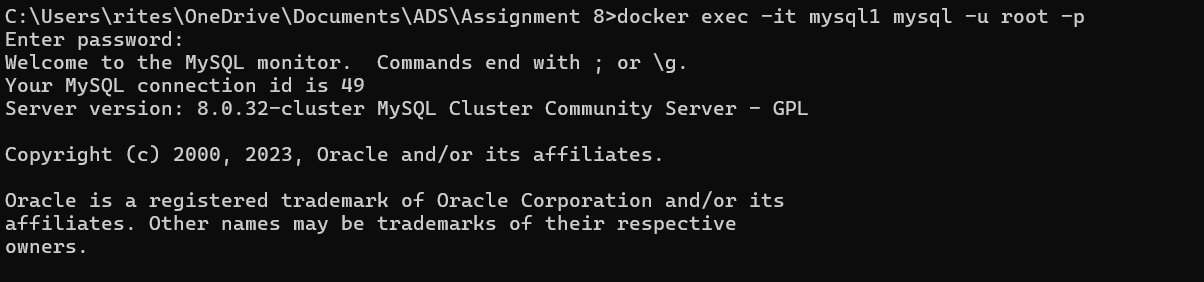 C:\Users\rites\OneDrive\Documents\ADS\Assignment 8>docker exec -it mysql1 mysql -u root -p
Enter password:
Welcome to the MySQL monitor.  Commands end with ; or \g.
Your MySQL connection id is 49
Server version: 8.0.32-cluster MySQL Cluster Community Server - GPL
Copyright (c) 2000, 2023, Oracle and/or its affiliates.
Oracle is a registered trademark of Oracle Corporation and/or its
affiliates. Other names may be trademarks of their respective
owners.